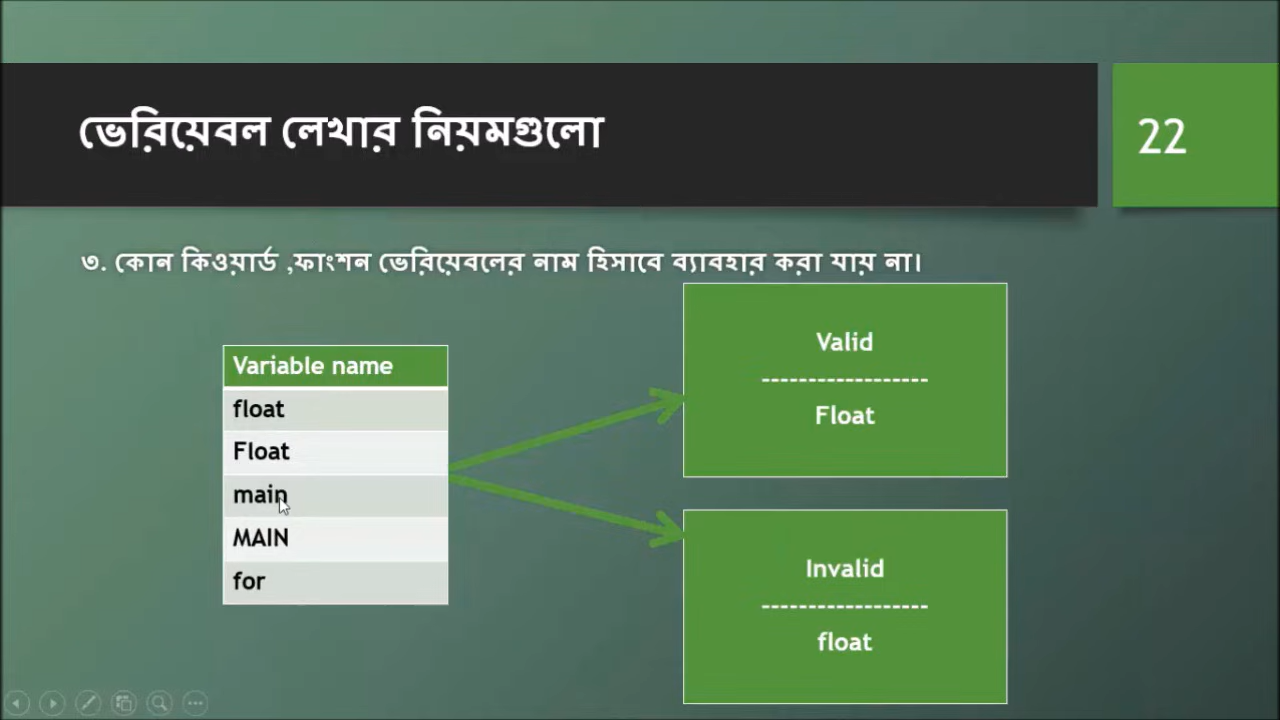 ভেরিয়েবল লেখার নিয়মগুলো
22
৩. কোন কিওয়ার্ড ,ফাংশন ভেরিয়েবলের নাম হিসাবে ব্যাবহার করা যায় না।
Variable name
float
Float
main
MAIN
for
Valid
------------------
Float
Invalid
------------------
float